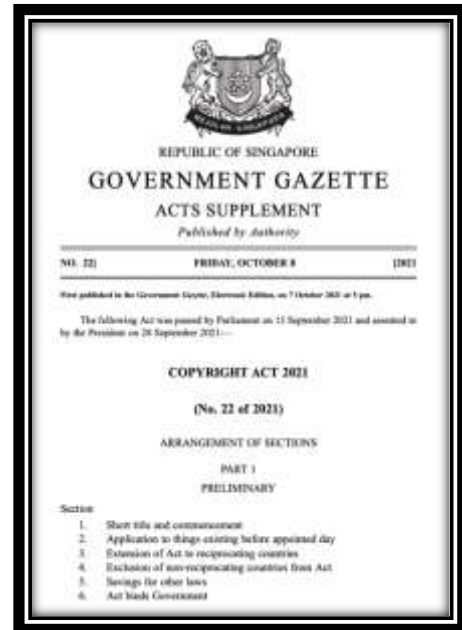 REPUBLIC OF SINGAPORE
GOVERNMENT GAZETTE
ACTS SUPPLEMENT
Published by Authority
NO. 22] FRIDAY, OCTOBER 8 [2021
First published in the Government Gazette, Electronic Edition, on 7 October 2021 at 5 pm.
The following Act was passed by Parliament on 13 September 2021 and assented to
by the President on 28 September 2021:—
COPYRIGHT ACT 2021
(No. 22 of 2021)
ARRANGEMENT OF SECTIONS
PART 1
PRELIMINARY
Section
1. Short title and commencement
2. Application to things existing before appointed day
3. Extension of Act to reciprocating countries
4. Exclusion of non-reciprocating countries from Act
5. Savings for other laws
6. Act binds Government